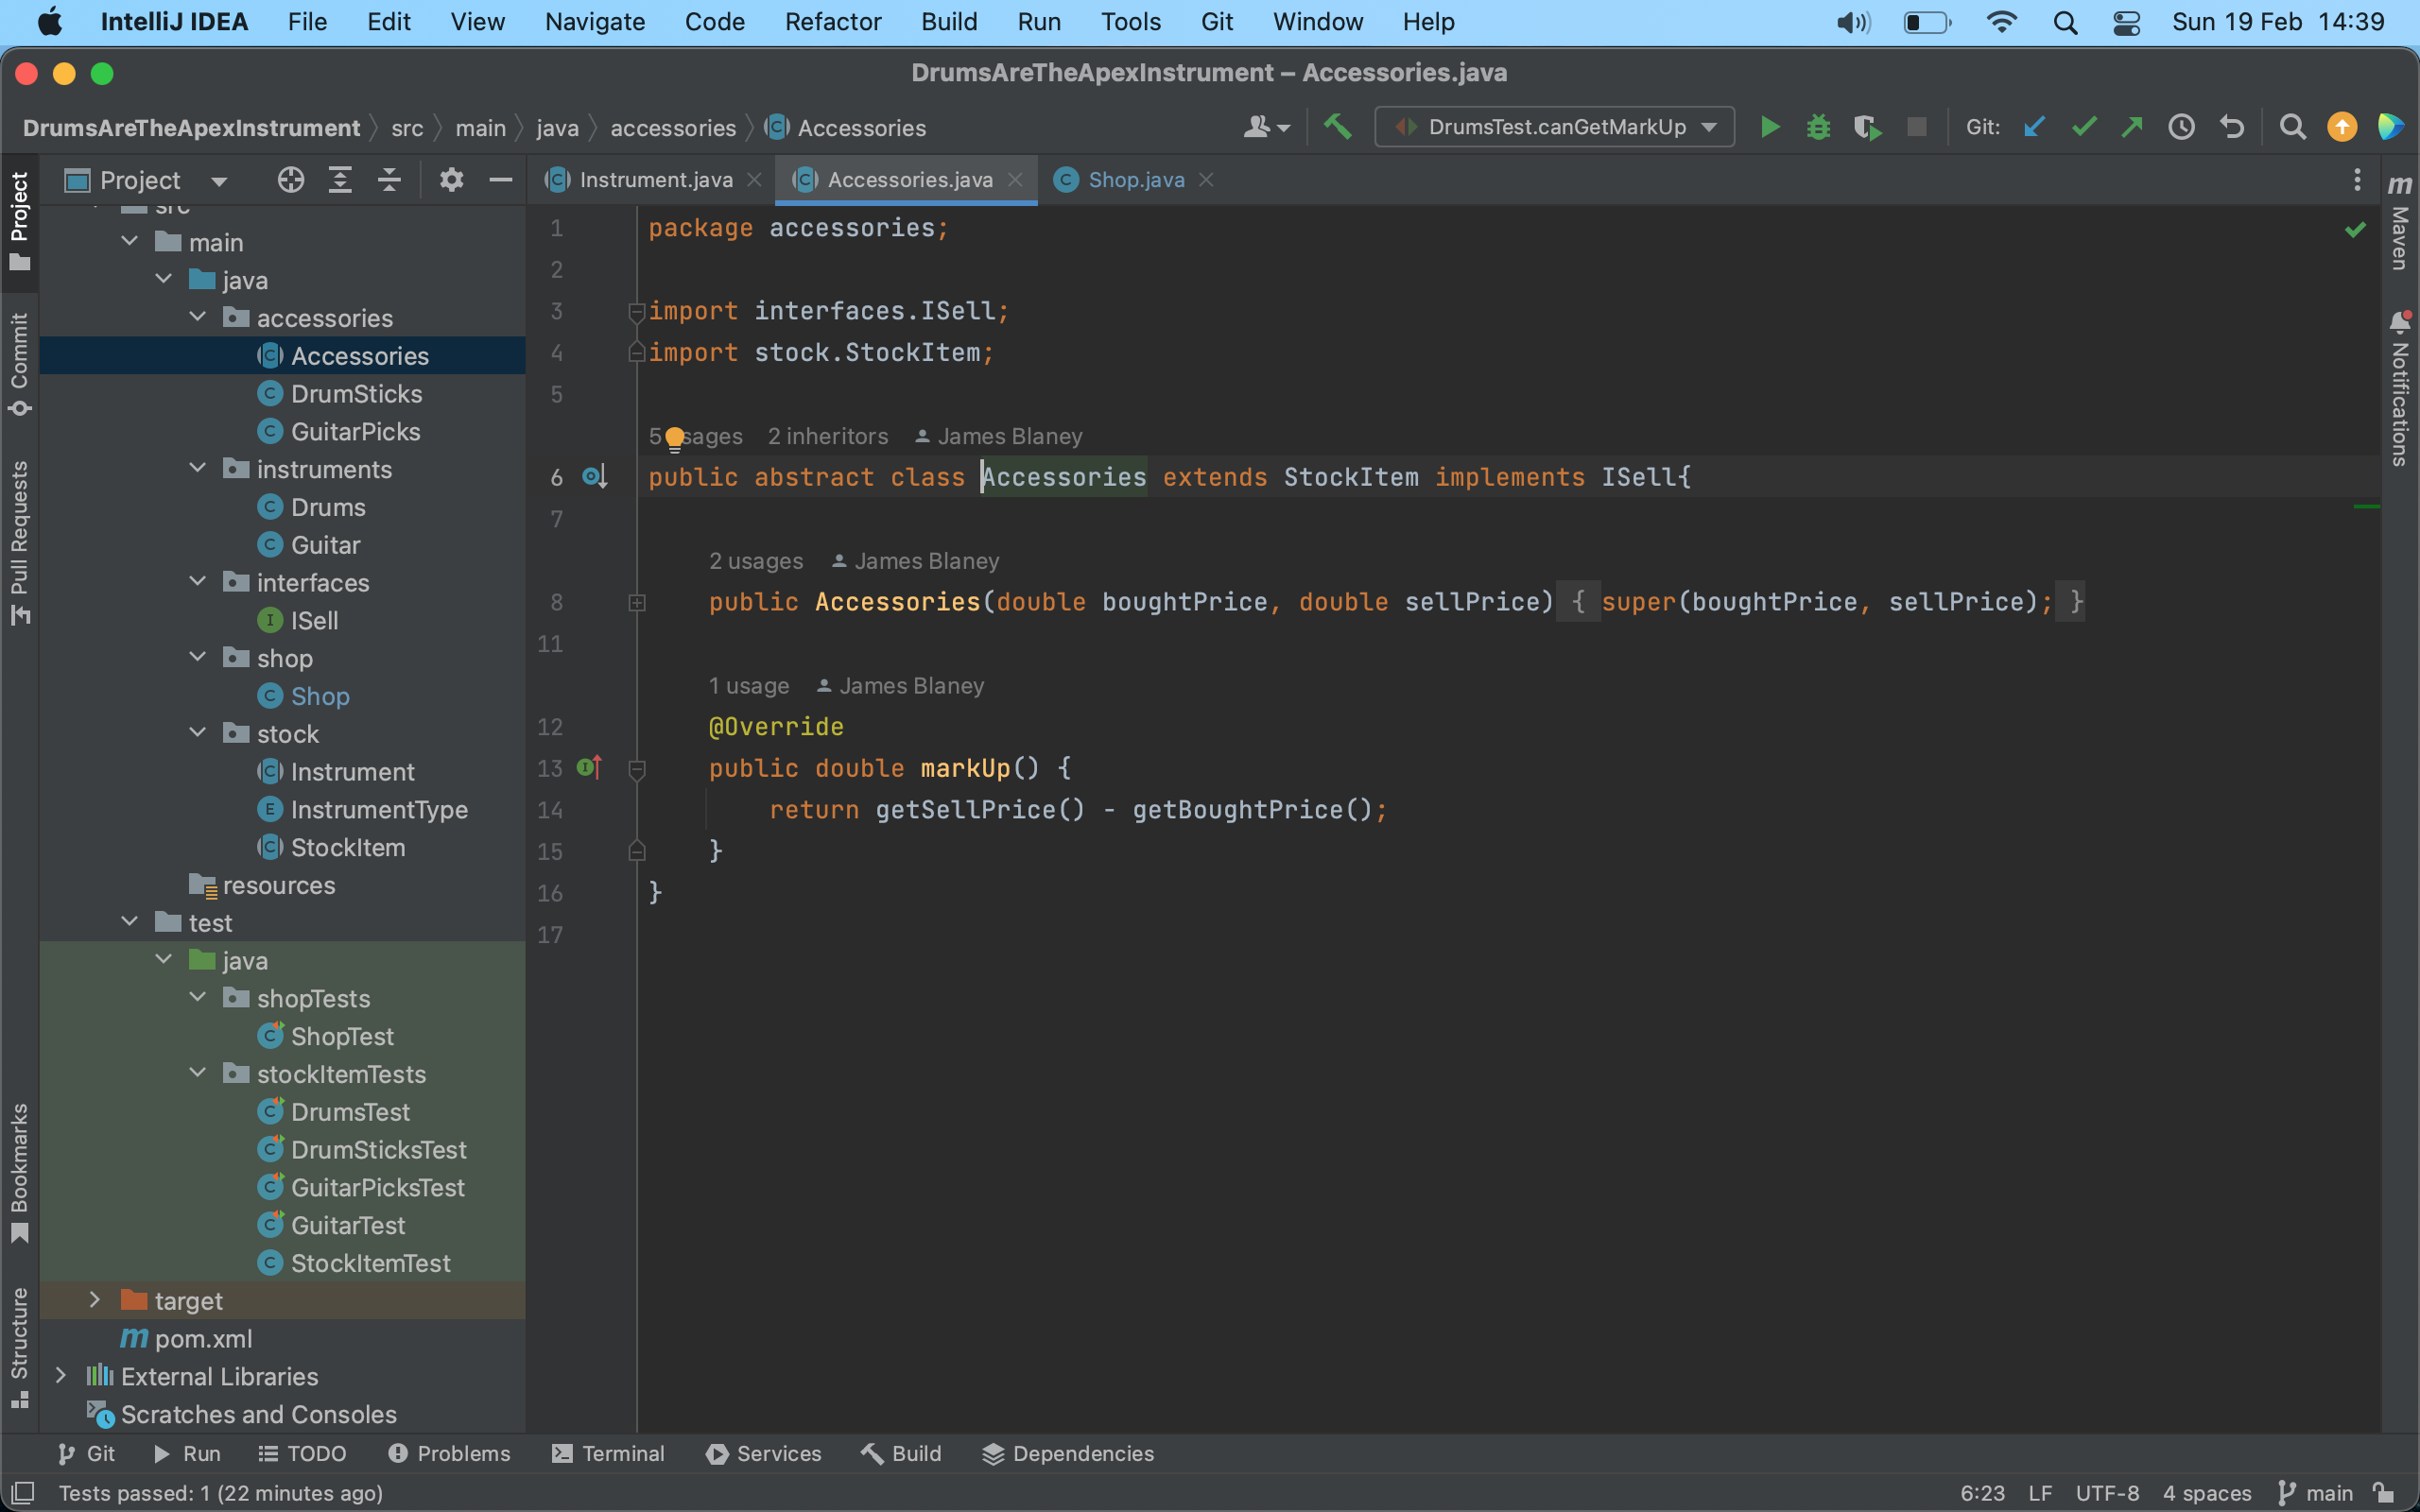 IntelliJ IDEA File Edit View Navigate Code Refactor Build Run Tools Git Window Help Sun 19 Feb 14:39
DrumsAreTheApexInstrument – Accessories.java
DrumsAreTheApexInstrument src main java accessories Accessories DrumsTest.canGetMarkUp Git:
Project
Instrument.java Accessories.java Shop.java
Project
Commit
Pull Requests
Bookmarks
Structure
src
main
java
accessories
Accessories
DrumSticks
GuitarPicks
instruments
Drums
Guitar
interfaces
ISell
shop
Shop
stock
Instrument
InstrumentType
StockItem
resources
test
java
shopTests
ShopTest
stockItemTests
DrumsTest
DrumSticksTest
GuitarPicksTest
GuitarTest
StockItemTest
target
pom.xml
External Libraries
Scratches and Consoles
1 package accessories;
2
3 import interfaces.ISell;
4 import stock.StockItem;
5
5 usages 2 inheritors James Blaney
6 public abstract class Accessories extends StockItem implements ISell{
7
2 usages James Blaney
8 public Accessories(double boughtPrice, double sellPrice) { super(boughtPrice, sellPrice); }
11
1 usage James Blaney
12 @Override
13 public double markUp() {
14 return getSellPrice() - getBoughtPrice();
15 }
16 }
17
Maven
Notifications
Git Run TODO Problems Terminal Services Build Dependencies
Tests passed: 1 (22 minutes ago) 6:23 LF UTF-8 4 spaces main